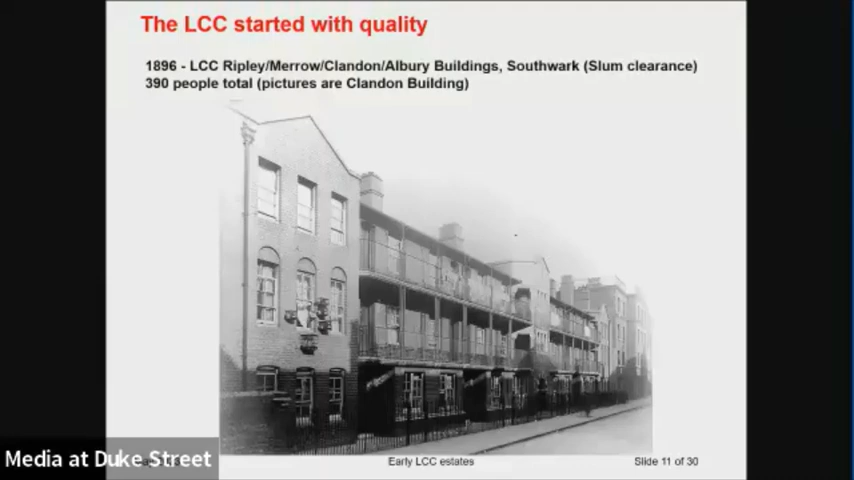 The LCC started with quality
1896 - LCC Ripley/Merrow/Clandon/Albury Buildings, Southwark (Slum clearance)
390 people total (pictures are Clandon Building)
Media at Duke Street
Early LCC estates
Slide 11 of 30